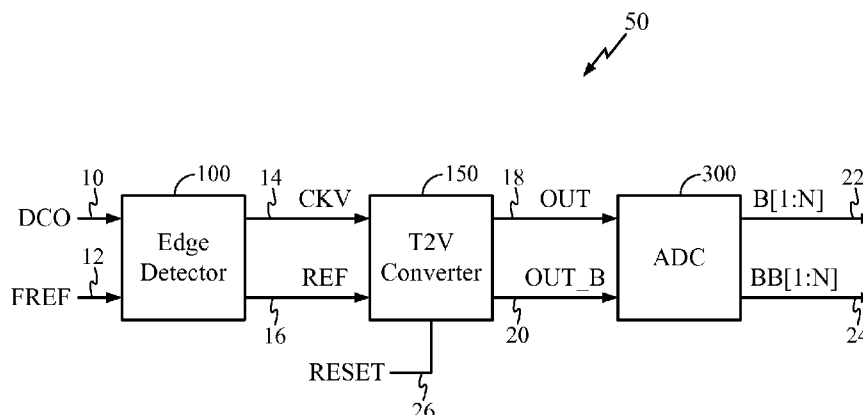 50
10 100 14 CKV 150 18 OUT 300 B[1:N] 22
DCO Edge Detector T2V Converter ADC
12 REF OUT_B BB[1:N]
FREF 16 20 24
RESET
26